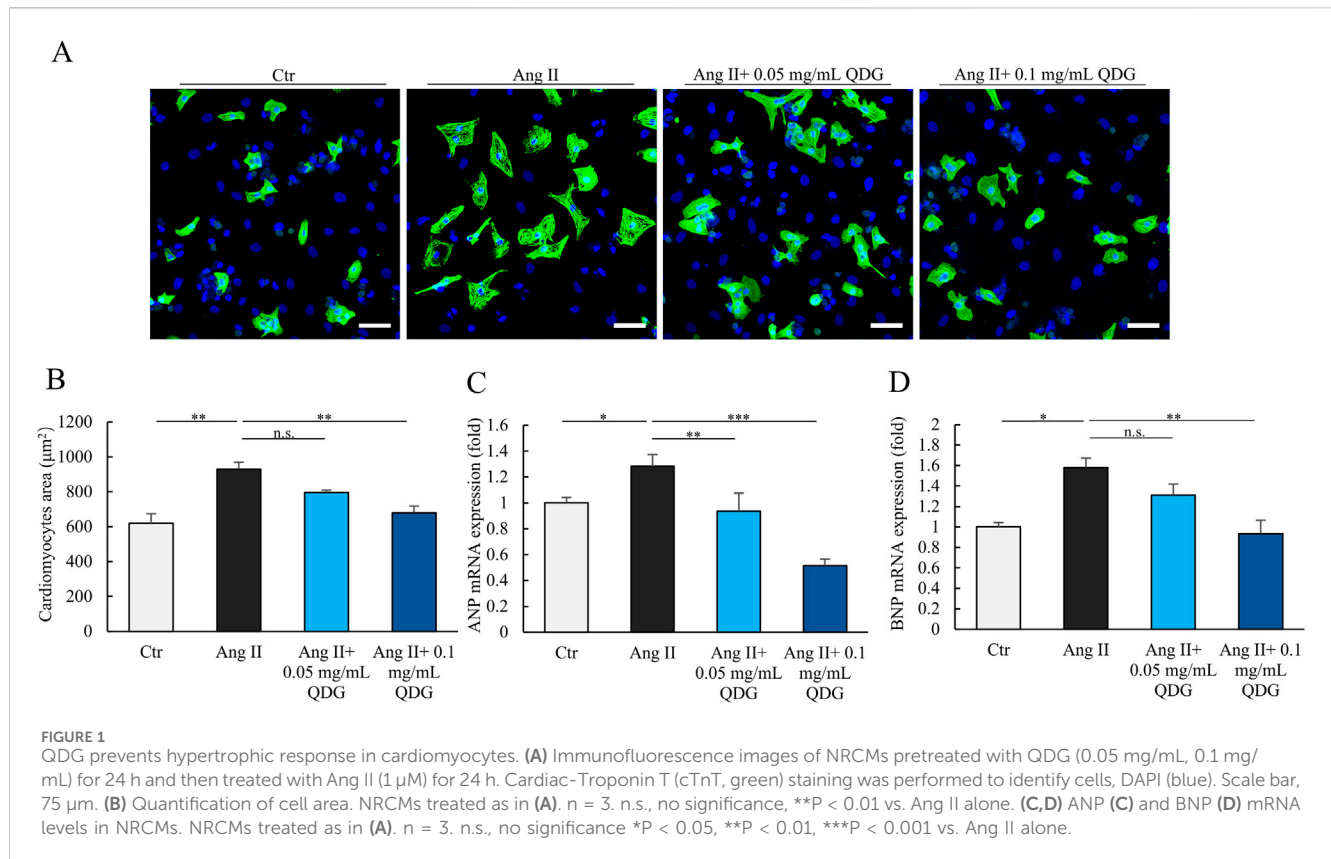 A
Ctr
Ang II
Ang II+ 0.05 mg/mL QDG
Ang II+ 0.1 mg/mL QDG
B
Cardiomyocytes area (μm²)
1200
1000
800
600
400
200
0
**
**
n.s.
Ctr
Ang II
Ang II+
0.05 mg/mL
QDG
Ang II+ 0.1
mg/mL QDG
C
ANP mRNA expression (fold)
1.6
1.4
1.2
1
0.8
0.6
0.4
0.2
0
*
***
**
Ctr
Ang II
Ang II+
0.05 mg/mL
QDG
Ang II+ 0.1
mg/mL QDG
D
BNP mRNA expression (fold)
2
1.8
1.6
1.4
1.2
1
0.8
0.6
0.4
0.2
0
*
**
n.s.
Ctr
Ang II
Ang II+
0.05 mg/mL
QDG
Ang II+ 0.1
mg/mL QDG
FIGURE 1
QDG prevents hypertrophic response in cardiomyocytes. (A) Immunofluorescence images of NRCMs pretreated with QDG (0.05 mg/mL, 0.1 mg/
mL) for 24 h and then treated with Ang II (1 μM) for 24 h. Cardiac-Troponin T (cTnT, green) staining was performed to identify cells, DAPI (blue). Scale bar,
75 μm. (B) Quantification of cell area. NRCMs treated as in (A). n = 3. n.s., no significance, **P < 0.01 vs. Ang II alone. (C,D) ANP (C) and BNP (D) mRNA
levels in NRCMs. NRCMs treated as in (A). n = 3. n.s., no significance *P < 0.05, **P < 0.01, ***P < 0.001 vs. Ang II alone.